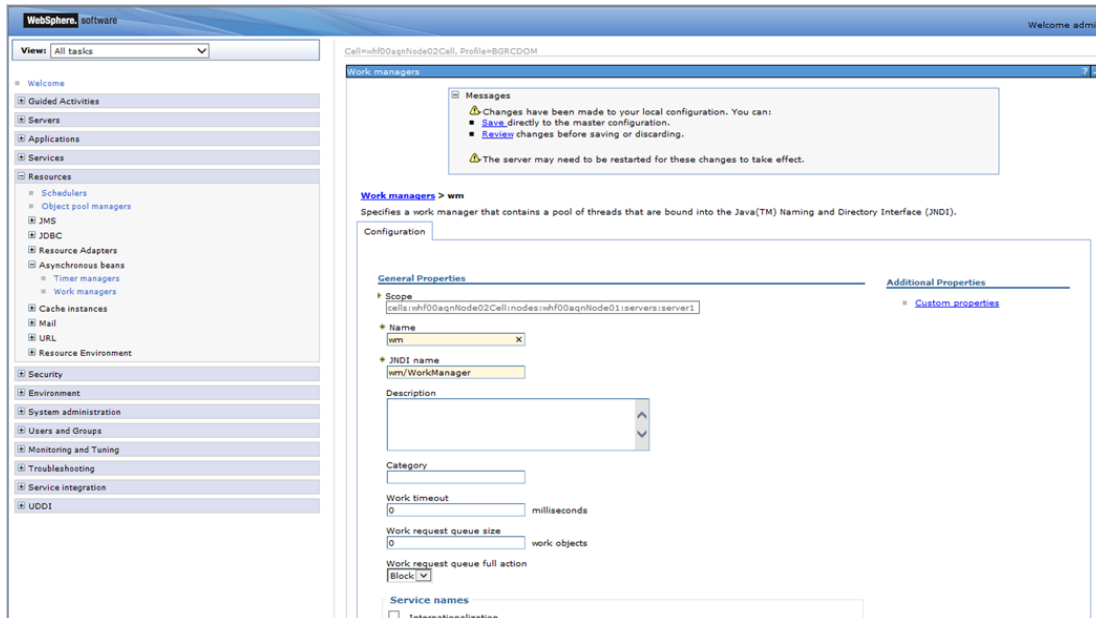 WebSphere. software
Welcome admi
View: All tasks
Cell=whf00aqnNode02Cell, Profile=BGRCDOM
Work managers
?
Welcome
Guided Activities
Servers
Applications
Services
Resources
Schedulers
Object pool managers
JMS
JDBC
Resource Adapters
Asynchronous beans
Timer managers
Work managers
Cache instances
Mail
URL
Resource Environment
Security
Environment
System administration
Users and Groups
Monitoring and Tuning
Troubleshooting
Service integration
UDDI
Messages
Changes have been made to your local configuration. You can:
Save directly to the master configuration.
Review changes before saving or discarding.
The server may need to be restarted for these changes to take effect.
Work managers > wm
Specifies a work manager that contains a pool of threads that are bound into the Java(TM) Naming and Directory Interface (JNDI).
Configuration
General Properties
Scope
cells:whf00aqnNode02Cell:nodes:whf00aqnNode01:servers:server1
* Name
wm
* JNDI name
wm/WorkManager
Description
Category
Work timeout
0 milliseconds
Work request queue size
0 work objects
Work request queue full action
Block
Service names
Internationalization
Additional Properties
Custom properties